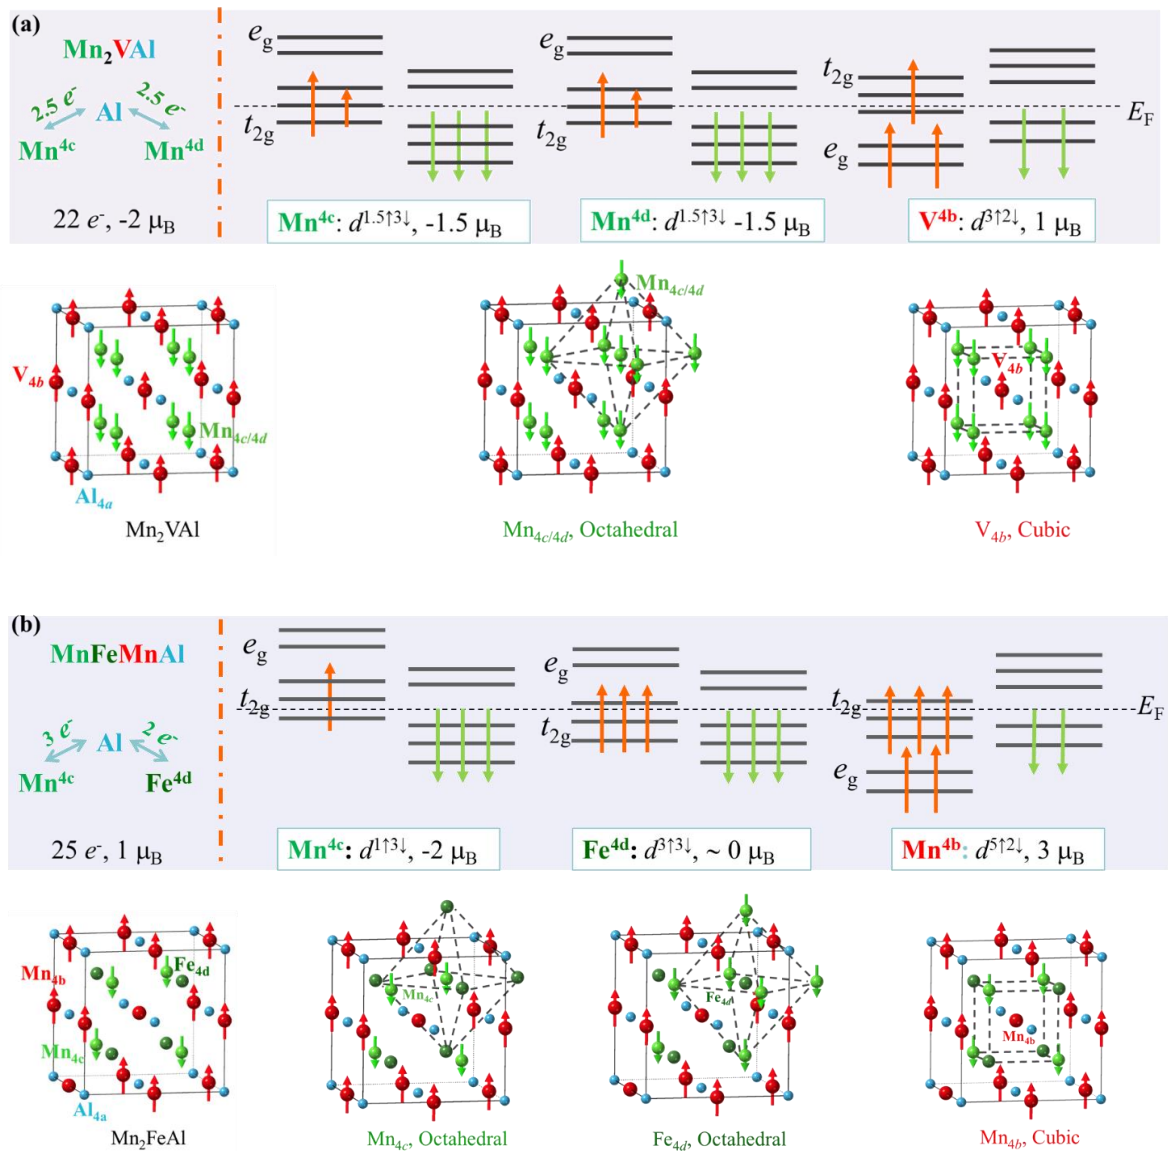 (a)
Mn₂VAl
2.5 e⁻ 2.5 e⁻
Al
Mn⁴ᶜ Mn⁴ᵈ
22 e⁻, -2 μB
eg
t2g
Mn⁴ᶜ: d¹·⁵↑³↓, -1.5 μB
eg
t2g
Mn⁴ᵈ: d¹·⁵↑³↓ -1.5 μB
t2g
eg
EF
V⁴ᵇ: d³↑²↓, 1 μB
V4b
Mn4c/4d
Al4a
Mn₂VAl
Mn4c/4d
Mn4c/4d, Octahedral
V4b
V4b, Cubic
(b)
MnFeMnAl
3 e⁻ 2 e⁻
Al
Mn⁴ᶜ Fe⁴ᵈ
25 e⁻, 1 μB
eg
t2g
Mn⁴ᶜ: d¹↑³↓, -2 μB
eg
t2g
Fe⁴ᵈ: d³↑³↓, ~ 0 μB
t2g
eg
EF
Mn⁴ᵇ: d⁵↑²↓, 3 μB
Fe4d
Mn4b
Mn4c
Al4a
Mn₂FeAl
Mn4c
Mn4c, Octahedral
Fe4d
Fe4d, Octahedral
Mn4b
Mn4b, Cubic